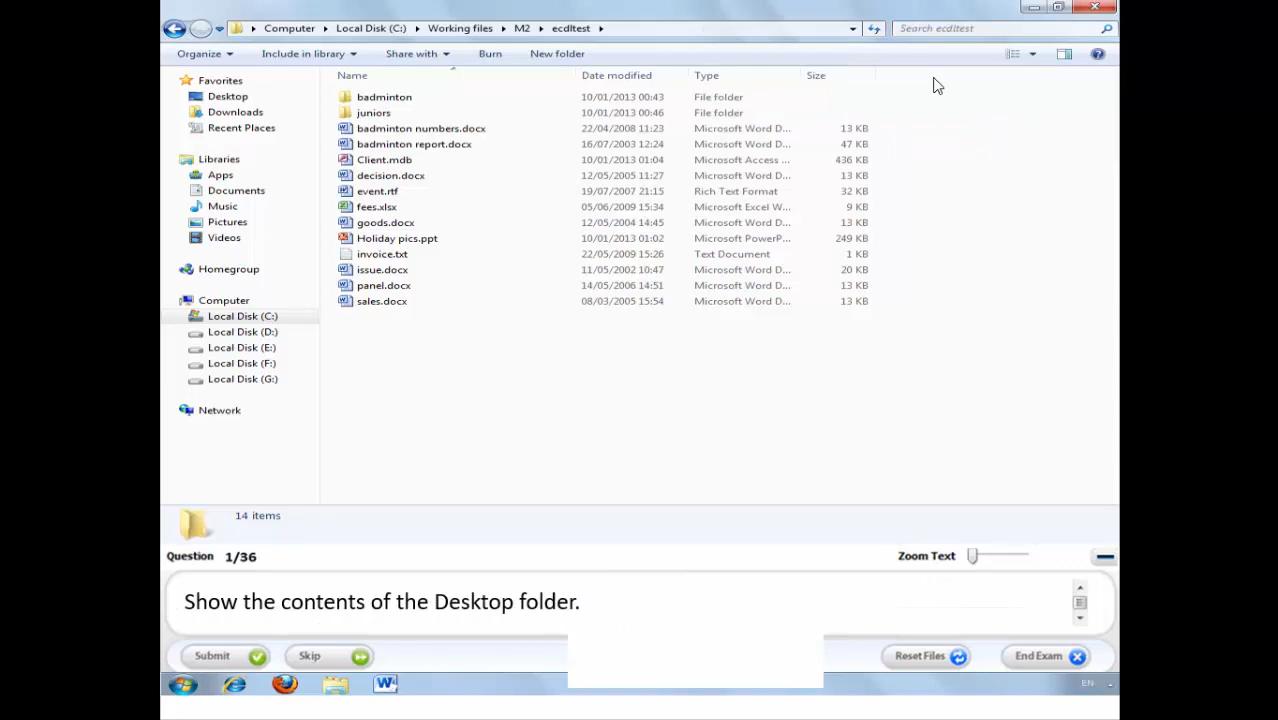 Computer Local Disk (C:) Working files M2 ecdltest Search ecdltest
Organize Include in library Share with Burn New folder
Favorites
Desktop
Downloads
Recent Places
Libraries
Apps
Documents
Music
Pictures
Videos
Homegroup
Computer
Local Disk (C:)
Local Disk (D:)
Local Disk (E:)
Local Disk (F:)
Local Disk (G:)
Network
Name Date modified Type Size
badminton 10/01/2013 00:43 File folder
juniors 10/01/2013 00:46 File folder
badminton numbers.docx 22/04/2008 11:23 Microsoft Word D... 13 KB
badminton report.docx 16/07/2003 12:24 Microsoft Word D... 47 KB
Client.mdb 10/01/2013 01:04 Microsoft Access ... 436 KB
decision.docx 12/05/2005 11:27 Microsoft Word D... 13 KB
event.rtf 19/07/2007 21:15 Rich Text Format 32 KB
fees.xlsx 05/06/2009 15:34 Microsoft Excel W... 9 KB
goods.docx 12/05/2004 14:45 Microsoft Word D... 13 KB
Holiday pics.ppt 10/01/2013 01:02 Microsoft PowerP... 249 KB
invoice.txt 22/05/2009 15:26 Text Document 1 KB
issue.docx 11/05/2002 10:47 Microsoft Word D... 20 KB
panel.docx 14/05/2006 14:51 Microsoft Word D... 13 KB
sales.docx 08/03/2005 15:54 Microsoft Word D... 13 KB
14 items
Question 1/36 Zoom Text
Show the contents of the Desktop folder.
Submit Skip Reset Files End Exam
EN